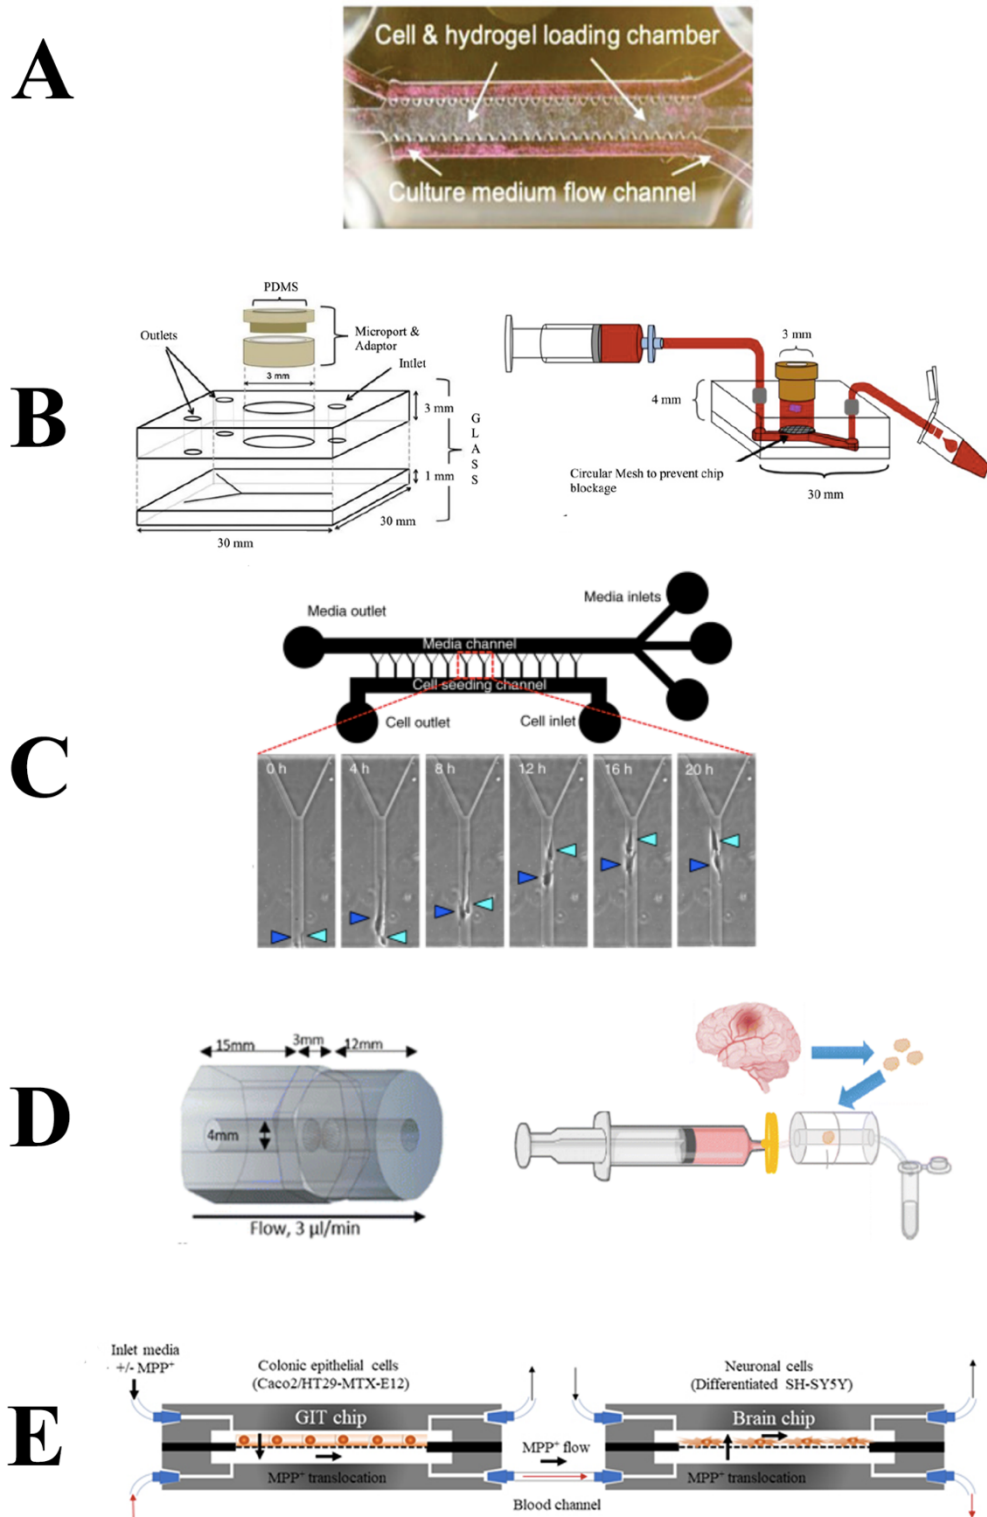 A
Cell & hydrogel loading chamber
Culture medium flow channel
B
PDMS
Outlets
Microport &
Adaptor
3 mm
Intlet
3 mm
GLASS
1 mm
30 mm
30 mm
3 mm
4 mm
Circular Mesh to prevent chip
blockage
30 mm
C
Media outlet
Media inlets
Media channel
Cell seeding channel
Cell outlet
Cell inlet
0 h
4 h
8 h
12 h
16 h
20 h
D
15mm
3mm
12mm
4mm
Flow, 3 µl/min
E
Inlet media
+/- MPP⁺
Colonic epithelial cells
(Caco2/HT29-MTX-E12)
GIT chip
MPP⁺ translocation
MPP⁺ flow
Blood channel
Neuronal cells
(Differentiated SH-SY5Y)
Brain chip
MPP⁺ translocation